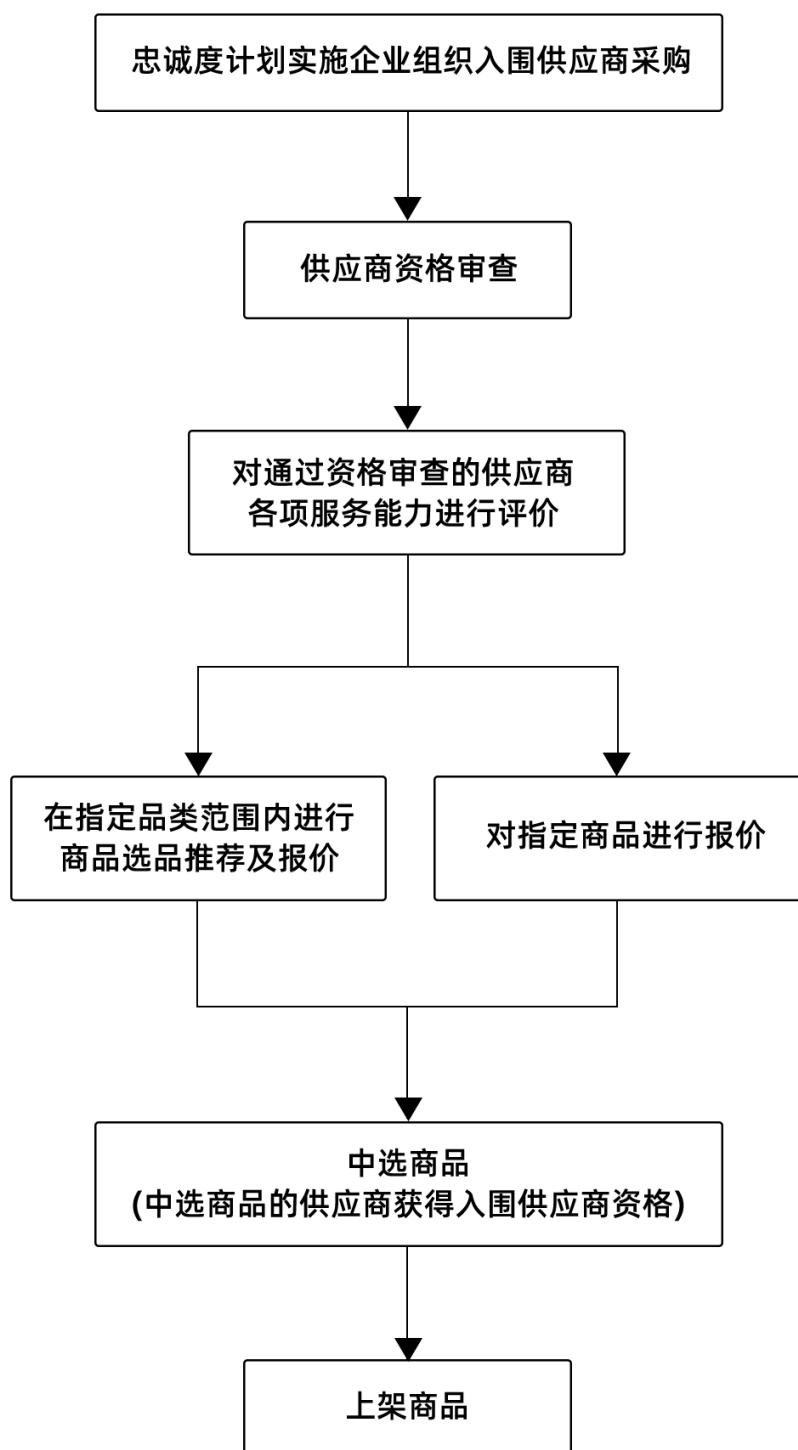 忠诚度计划实施企业组织入围供应商采购
供应商资格审查
对通过资格审查的供应商
各项服务能力进行评价
在指定品类范围内进行
商品选品推荐及报价
对指定商品进行报价
中选商品
(中选商品的供应商获得入围供应商资格)
上架商品